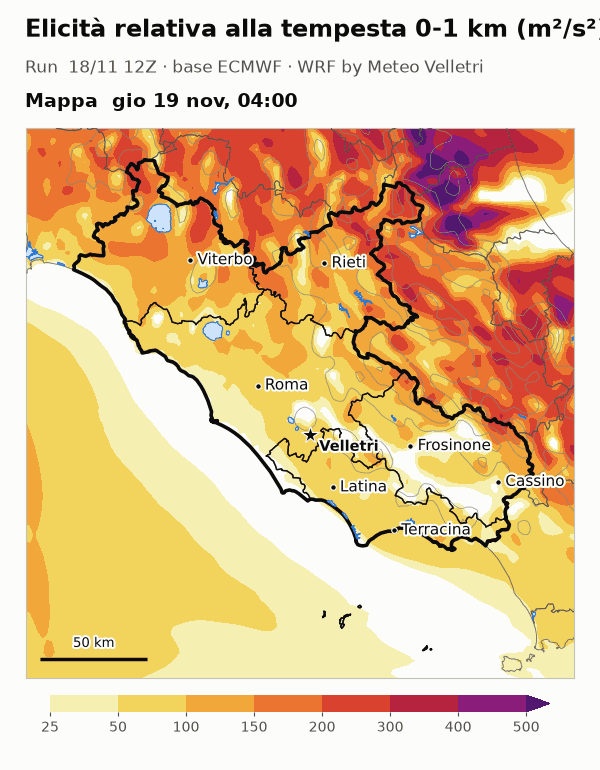 Elicità relativa alla tempesta 0-1 km (m²/s²)
Run 18/11 12Z · base ECMWF · WRF by Meteo Velletri
Mappa gio 19 nov, 04:00
Viterbo
Rieti
Roma
Velletri
Frosinone
Latina
Cassino
Terracina
50 km
25 50 100 150 200 300 400 500